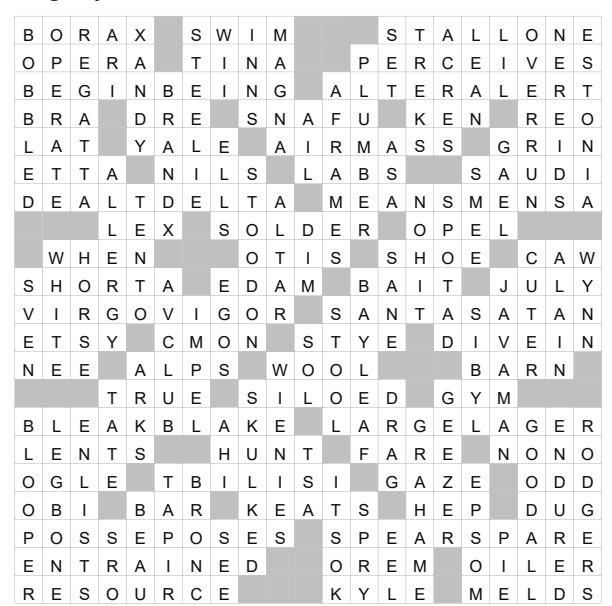 BORAX SWIM STALLONE
OPERA TINA PERCEIVES
BEGINBEING ALTERALERT
BRA DRE SNAFU KEN REO
LAT YALE AIRMASS GRIN
ETTA NILS LABS SAUDI
DEALTDELTA MEANSMENSA
LEX SOLDER OPEL
WHEN OTIS SHOE CAW
SHORTA EDAM BAIT JULY
VIRGOVIGOR SANTASATAN
ETSY CMON STYE DIVEIN
NEE ALPS WOOL BARN
TRUE SILOED GYM
BLEAKBLAKE LARGELAGER
LENTS HUNT FARE NONO
OGLE TBILISI GAZE ODD
OBI BAR KEATS HEP DUG
POSSEPOSES SPEARSPARE
ENTRAINED OREM OILER
RESOURCE KYLE MELDS